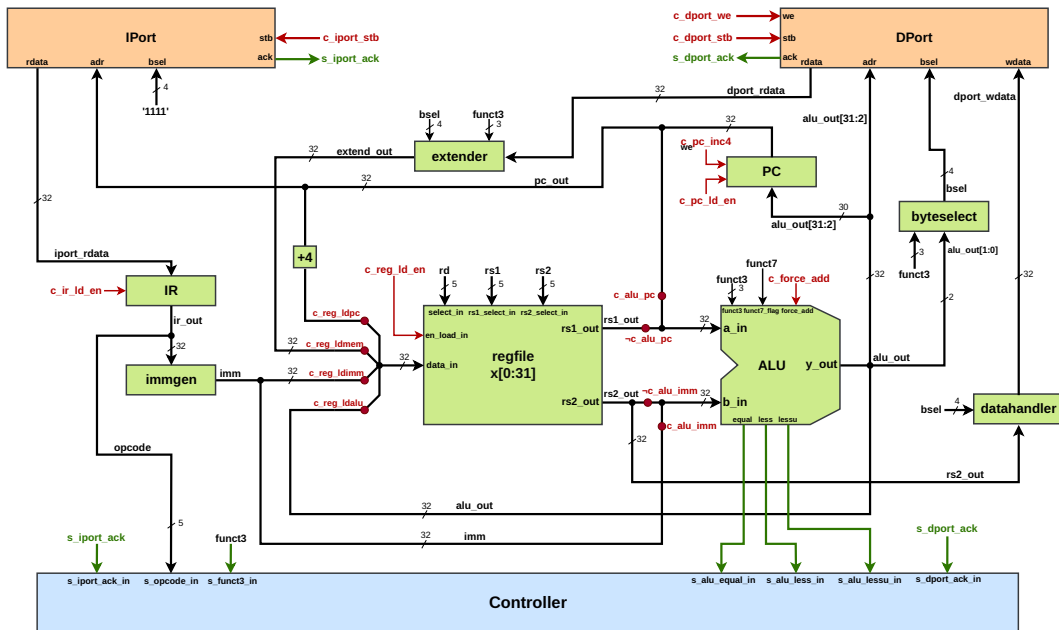 c_dport_we
we
IPort
stb
c_iport_stb
c_dport_stb
stb
DPort
rdata
adr
bsel
ack
s_iport_ack
s_dport_ack
ack
rdata
adr
bsel
wdata
4
'1111'
32
dport_rdata
dport_wdata
bsel
4
funct3
3
32
alu_out[31:2]
32
extend_out
extender
c_pc_inc4
we
PC
32
pc_out
c_pc_ld_en
4
bsel
32
30
alu_out[31:2]
byteselect
iport_rdata
+4
3
funct3
alu_out[1:0]
c_reg_ld_en
rd
rs1
rs2
5
5
5
funct7
funct3
3
c_force_add
32
32
2
c_ir_ld_en
IR
c_alu_pc
select_in
rs1_select_in
rs2_select_in
funct3
funct7_flag
force_add
ir_out
c_reg_ldpc
rs1_out
rs1_out
32
a_in
en_load_in
¬c_alu_pc
32
32
c_reg_ldmem
32
regfile
x[0:31]
data_in
ALU
y_out
alu_out
immgen
imm
32
c_reg_ldimm
rs2_out
rs2_out
¬c_alu_imm
32
b_in
c_reg_ldalu
bsel
4
datahandler
equal
less
lessu
c_alu_imm
32
opcode
rs2_out
32
alu_out
5
32
imm
s_iport_ack
funct3
s_dport_ack
s_iport_ack_in
s_opcode_in
s_funct3_in
s_alu_equal_in
s_alu_less_in
s_alu_lessu_in
s_dport_ack_in
Controller